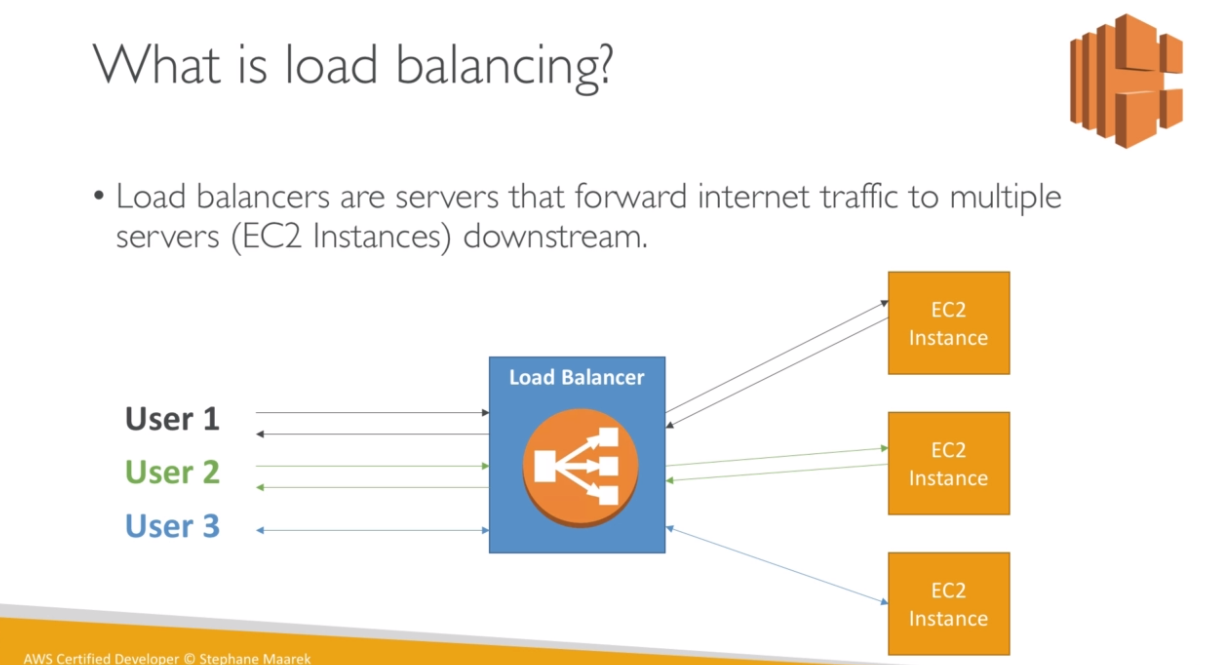 What is load balancing?
• Load balancers are servers that forward internet traffic to multiple
servers (EC2 Instances) downstream.
EC2
Instance
Load Balancer
User 1
User 2
User 3
EC2
Instance
EC2
Instance
AWS Certified Developer © Stephane Maarek